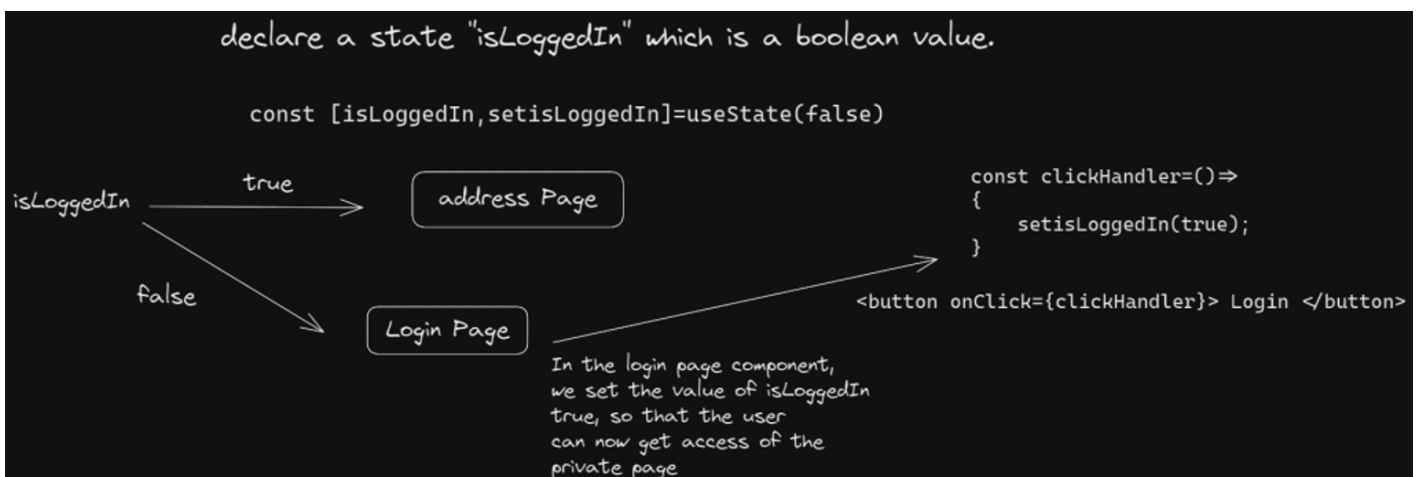 declare a state "isLoggedIn" which is a boolean value.
const [isLoggedIn,setisLoggedIn]=useState(false)
isLoggedIn
true
address Page
false
Login Page
In the login page component,
we set the value of isLoggedIn
true, so that the user
can now get access of the
private page
const clickHandler=()=>
{
setisLoggedIn(true);
}
<button onClick={clickHandler}> Login </button>